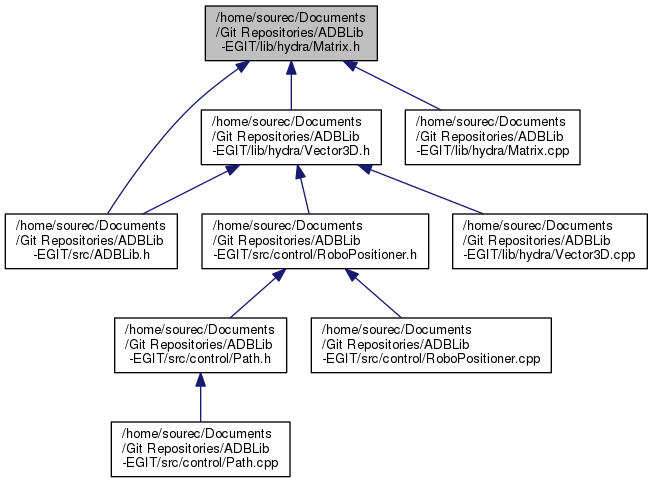 /home/sourec/Documents
/Git Repositories/ADBLib
-EGIT/lib/hydra/Matrix.h
/home/sourec/Documents
/Git Repositories/ADBLib
-EGIT/lib/hydra/Vector3D.h
/home/sourec/Documents
/Git Repositories/ADBLib
-EGIT/lib/hydra/Matrix.cpp
/home/sourec/Documents
/Git Repositories/ADBLib
-EGIT/src/ADBLib.h
/home/sourec/Documents
/Git Repositories/ADBLib
-EGIT/src/control/RoboPositioner.h
/home/sourec/Documents
/Git Repositories/ADBLib
-EGIT/lib/hydra/Vector3D.cpp
/home/sourec/Documents
/Git Repositories/ADBLib
-EGIT/src/control/Path.h
/home/sourec/Documents
/Git Repositories/ADBLib
-EGIT/src/control/RoboPositioner.cpp
/home/sourec/Documents
/Git Repositories/ADBLib
-EGIT/src/control/Path.cpp